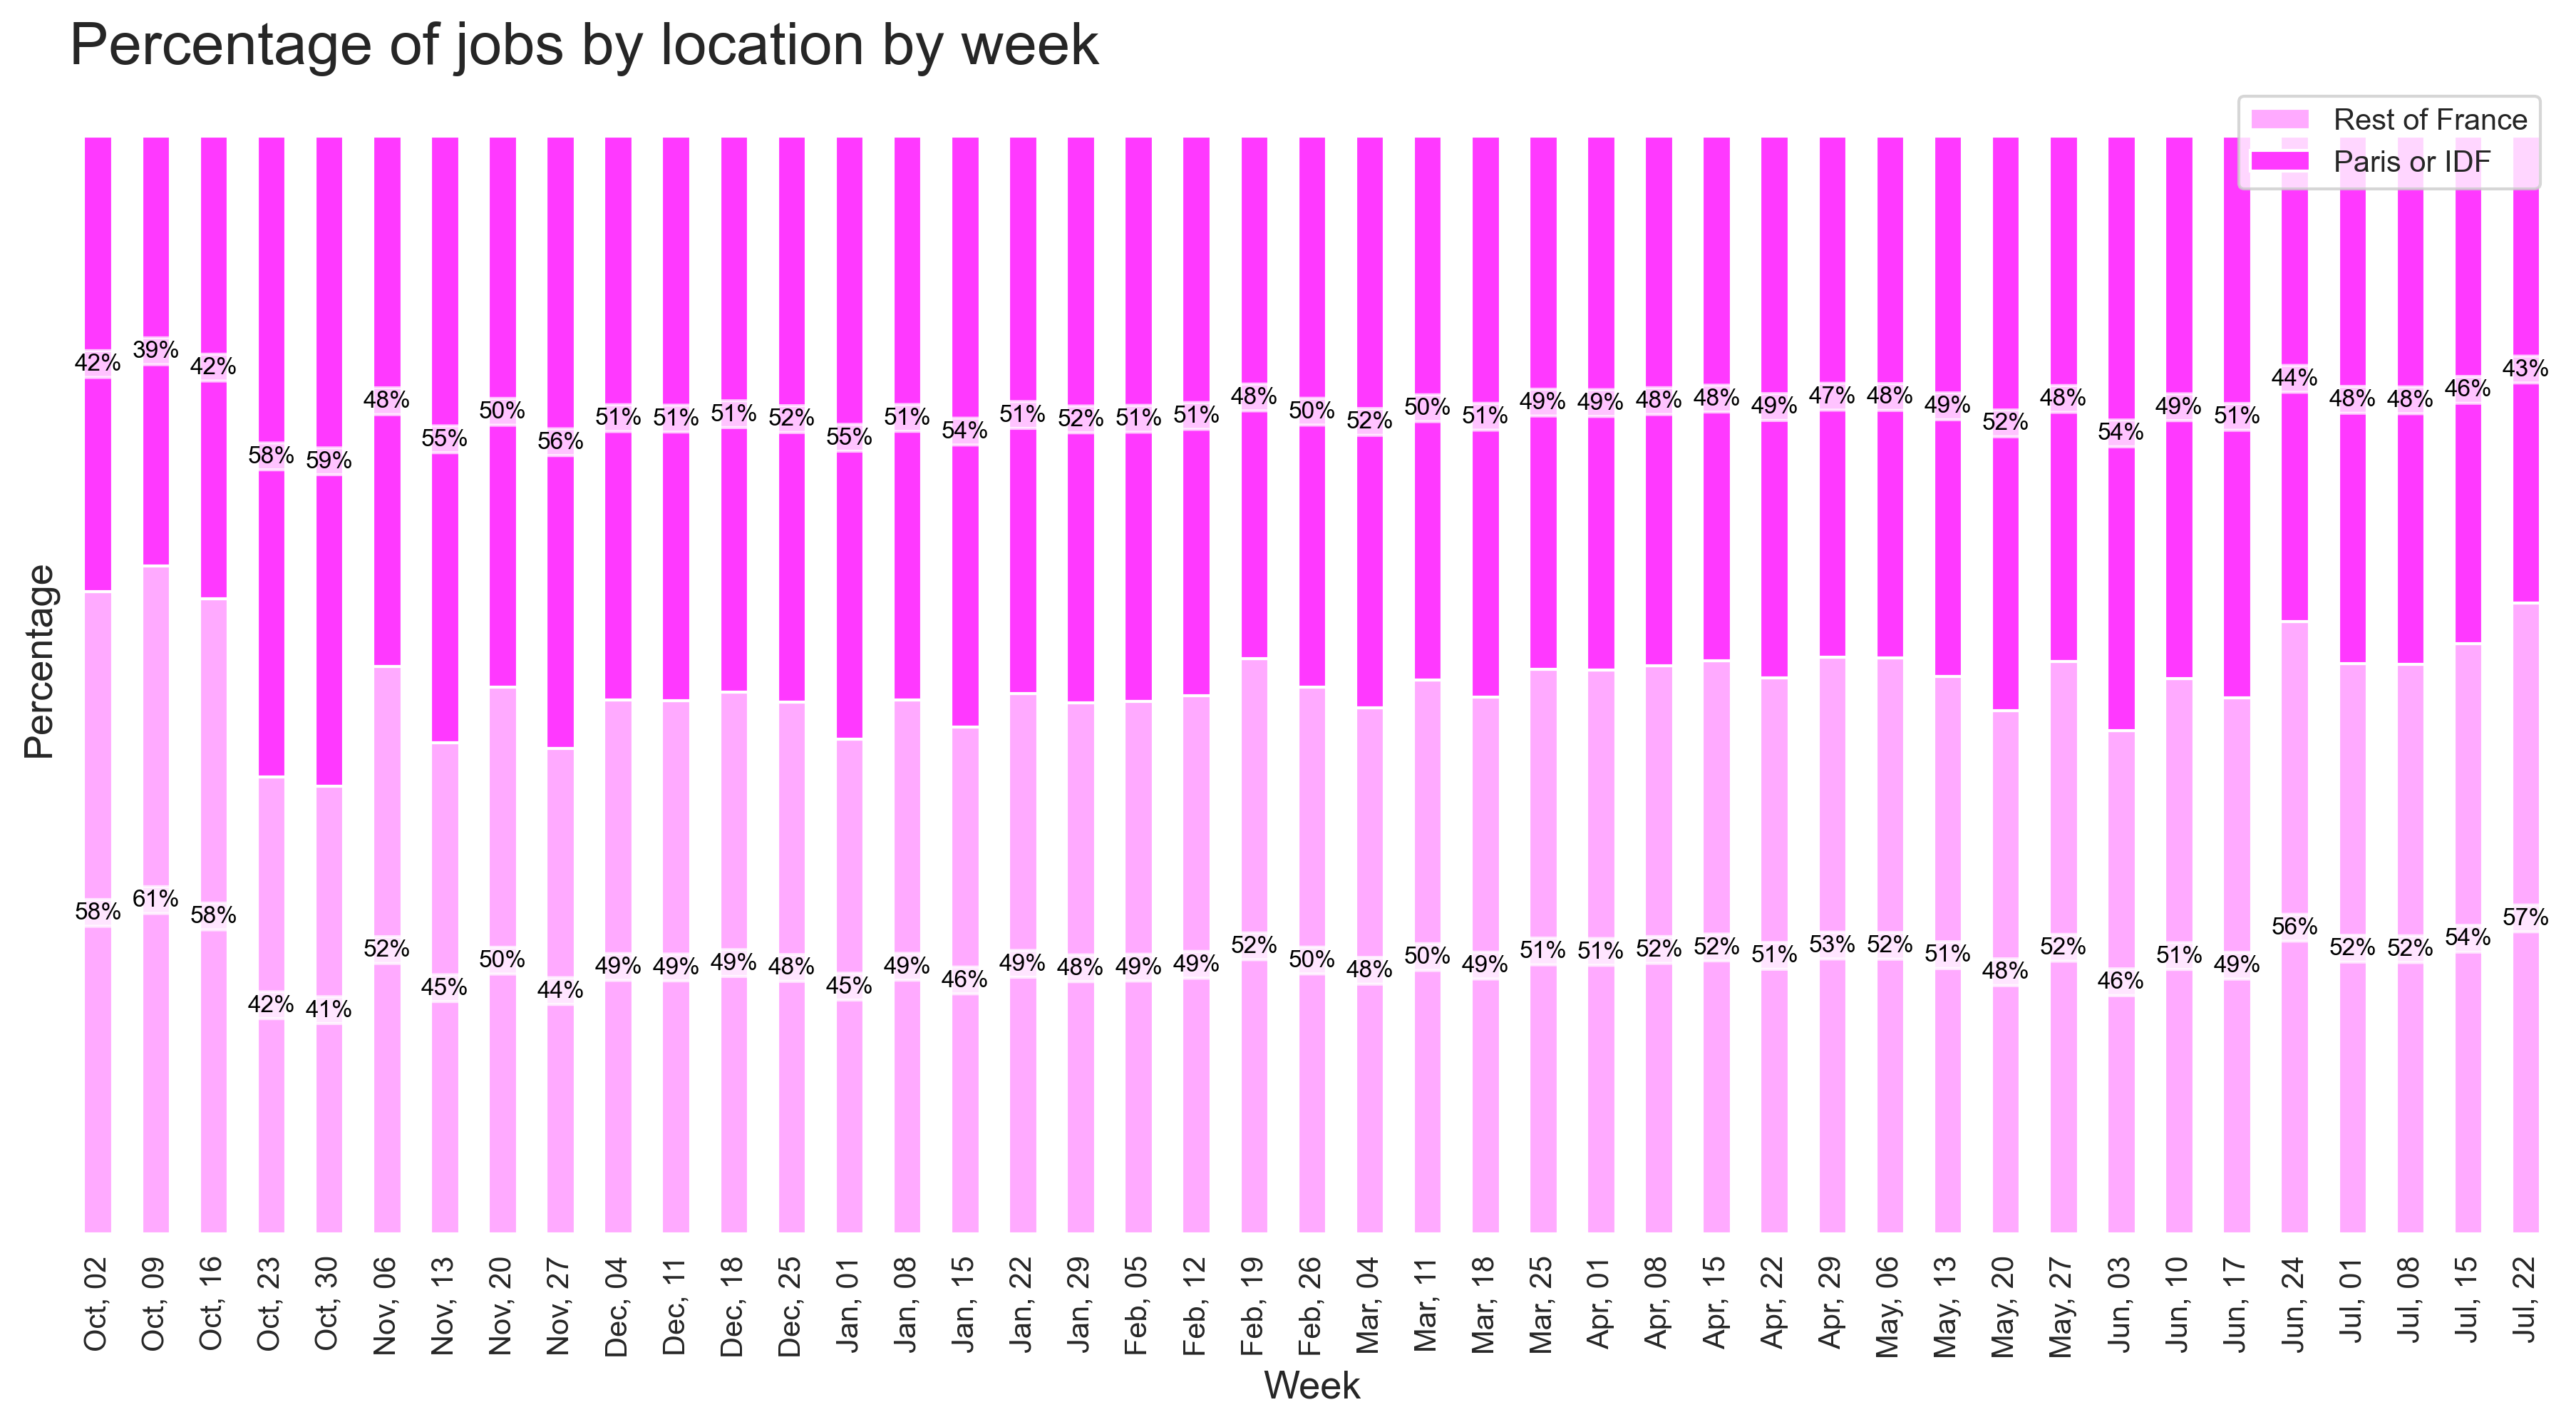 Percentage of jobs by location by week
Rest of France
Paris or IDF
42% 39% 42% 58% 59% 48% 55% 50% 56% 51% 51% 51% 52% 55% 51% 54% 51% 52% 51% 51% 48% 50% 52% 50% 51% 49% 49% 48% 48% 49% 47% 48% 49% 52% 48% 54% 49% 51% 44% 48% 48% 46% 43%
Percentage
58% 61% 58% 42% 41% 52% 45% 50% 44% 49% 49% 49% 48% 45% 49% 46% 49% 48% 49% 49% 52% 50% 48% 50% 49% 51% 51% 52% 52% 51% 53% 52% 51% 48% 52% 46% 51% 49% 56% 52% 52% 54% 57%
Oct, 02
Oct, 09
Oct, 16
Oct, 23
Oct, 30
Nov, 06
Nov, 13
Nov, 20
Nov, 27
Dec, 04
Dec, 11
Dec, 18
Dec, 25
Jan, 01
Jan, 08
Jan, 15
Jan, 22
Jan, 29
Feb, 05
Feb, 12
Feb, 19
Feb, 26
Mar, 04
Mar, 11
Mar, 18
Mar, 25
Apr, 01
Apr, 08
Apr, 15
Apr, 22
Apr, 29
May, 06
May, 13
May, 20
May, 27
Jun, 03
Jun, 10
Jun, 17
Jun, 24
Jul, 01
Jul, 08
Jul, 15
Jul, 22
Week